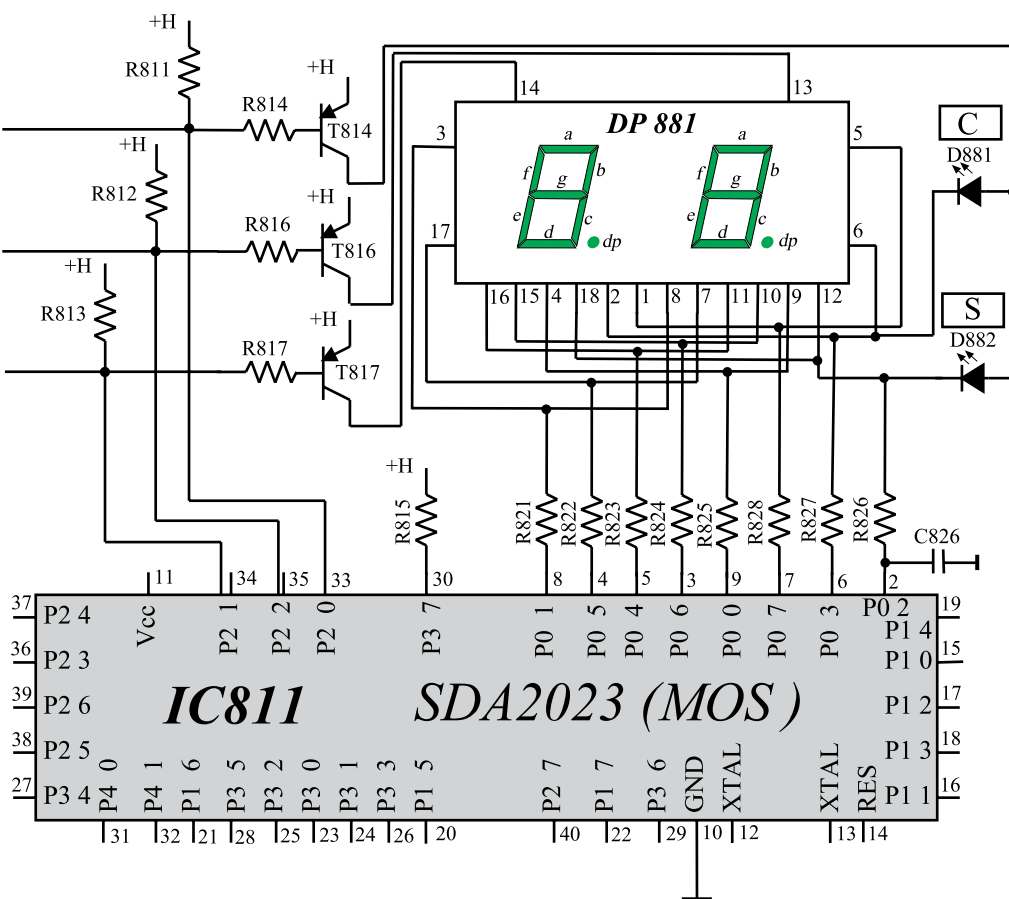 +H
R811
+H
R814
T814
14
13
DP 881
3
5
C
D881
a
f
b
g
e
c
d
dp
a
f
b
g
e
c
d
dp
+H
R812
+H
R816
T816
17
6
+H
R813
+H
R817
T817
16
15
4
18
2
1
8
7
11
10
9
12
S
D882
+H
R815
R821
R822
R823
R824
R825
R828
R827
R826
C826
11
34
35
33
30
8
4
5
3
9
7
6
2
37
P2 4
Vcc
P2 1
P2 2
P2 0
P3 7
P0 1
P0 5
P0 4
P0 6
P0 0
P0 7
P0 3
P0 2
P1 4
19
36
P2 3
P1 0
15
39
P2 6
IC811
SDA2023 (MOS )
P1 2
17
38
P2 5
P1 3
18
27
P3 4
P4 0
P4 1
P1 6
P3 5
P3 2
P3 0
P3 1
P3 3
P1 5
P2 7
P1 7
P3 6
GND
XTAL
XTAL
RES
P1 1
16
31
32
21
28
25
23
24
26
20
40
22
29
10
12
13
14